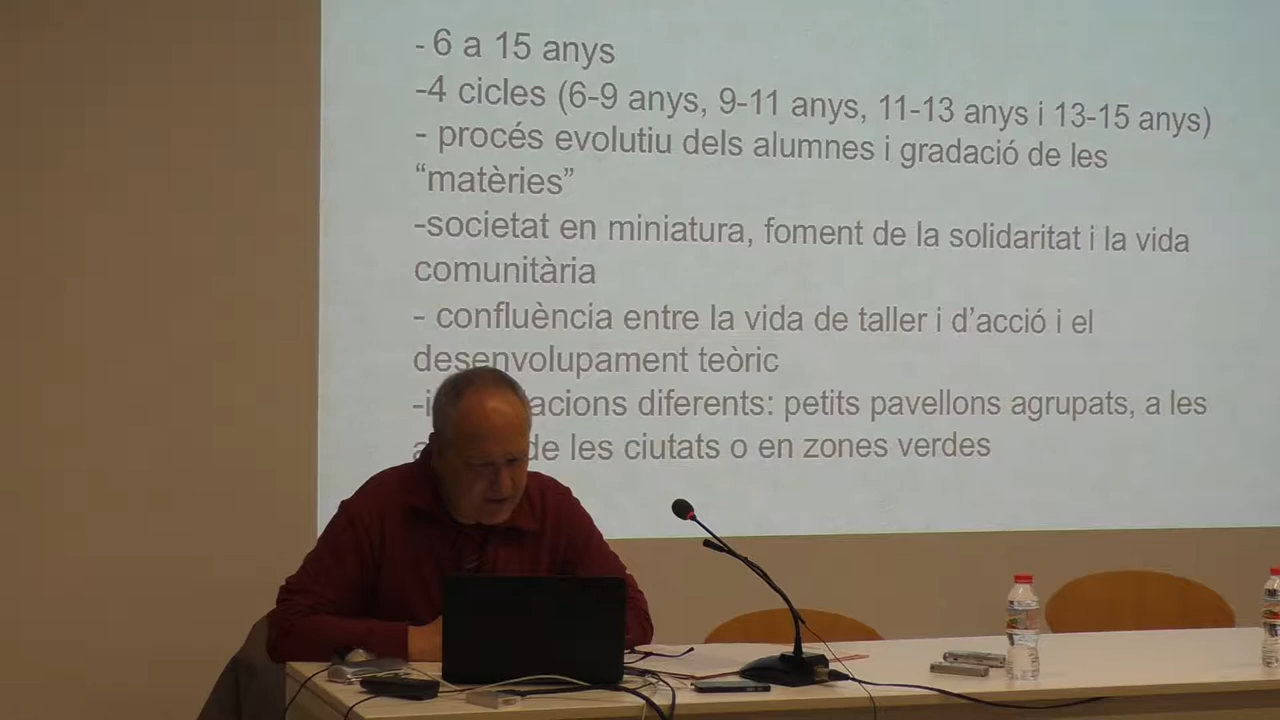 - 6 a 15 anys
-4 cicles (6-9 anys, 9-11 anys, 11-13 anys i 13-15 anys)
- procés evolutiu dels alumnes i gradació de les
“matèries”
-societat en miniatura, foment de la solidaritat i la vida
comunitària
- confluència entre la vida de taller i d’acció i el
desenvolupament teòric
diferents: petits pavellons agrupats, a les
de les ciutats o en zones verdes